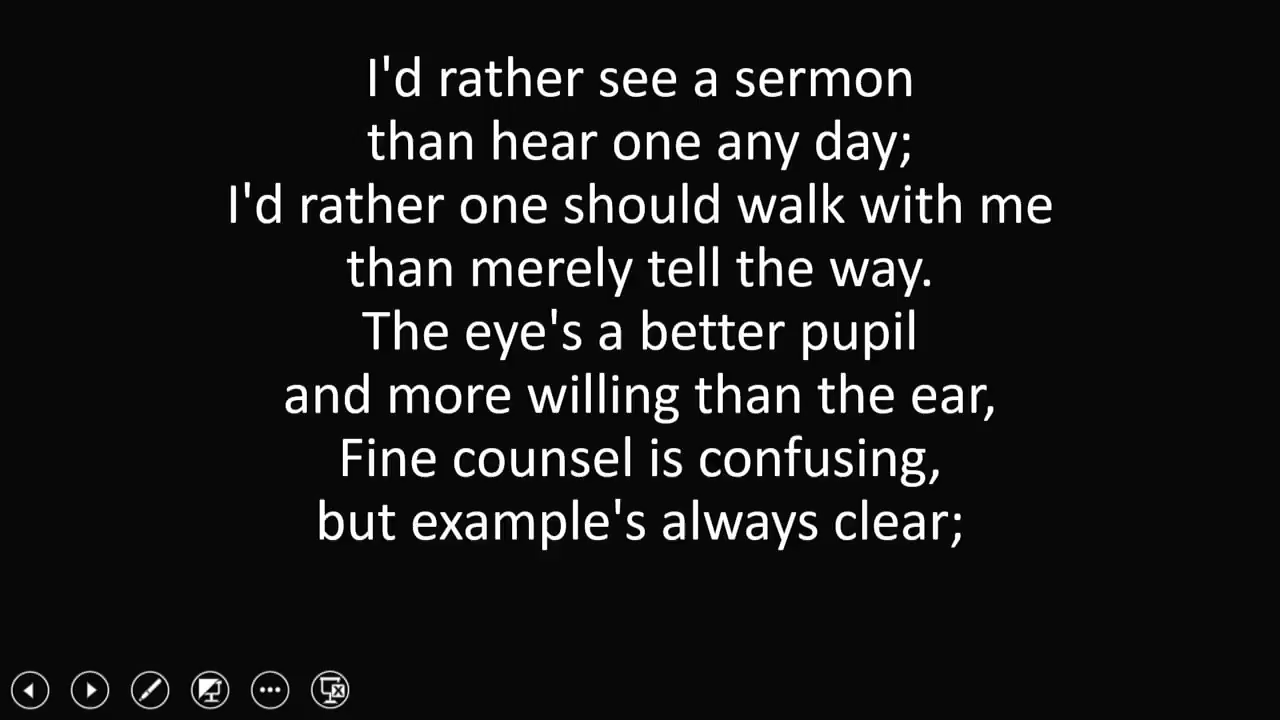 I'd rather see a sermon
than hear one any day;
I'd rather one should walk with me
than merely tell the way.
The eye's a better pupil
and more willing than the ear,
Fine counsel is confusing,
but example's always clear;